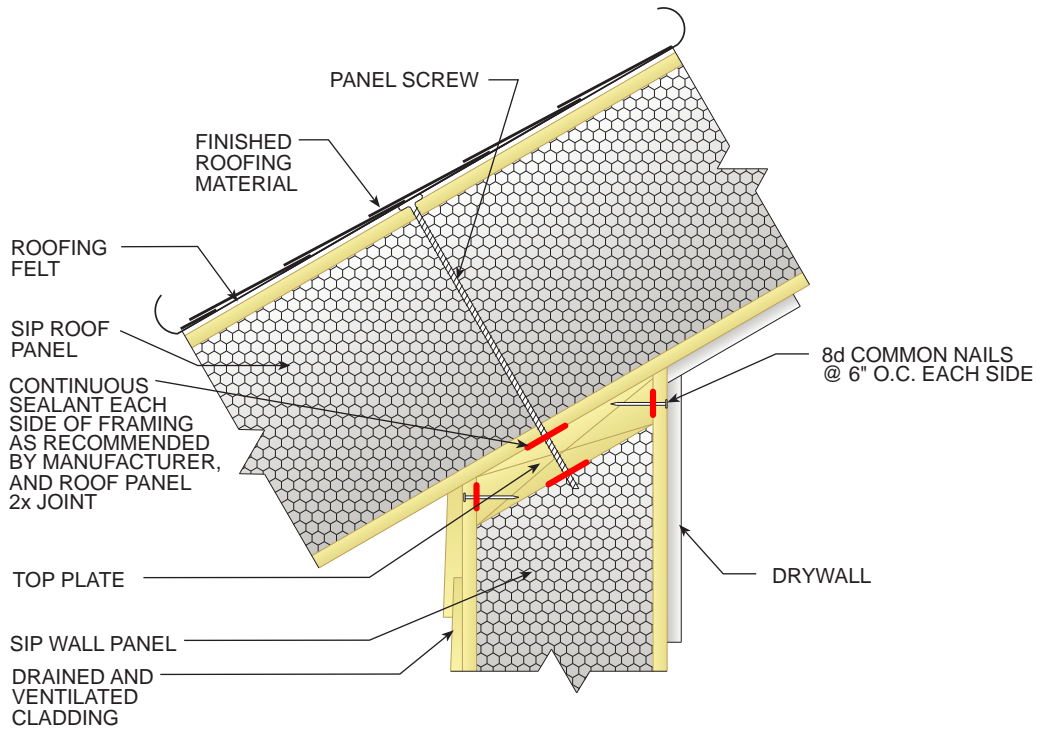 PANEL SCREW
FINISHED
ROOFING
MATERIAL
ROOFING
FELT
SIP ROOF
PANEL
CONTINUOUS
SEALANT EACH
SIDE OF FRAMING
AS RECOMMENDED
BY MANUFACTURER,
AND ROOF PANEL
2x JOINT
8d COMMON NAILS
@ 6" O.C. EACH SIDE
TOP PLATE
DRYWALL
SIP WALL PANEL
DRAINED AND
VENTILATED
CLADDING